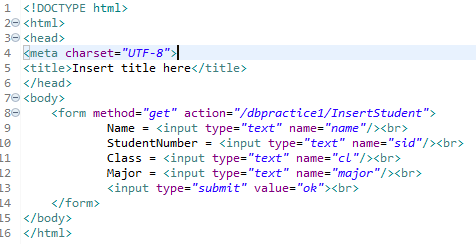 1 <!DOCTYPE html>
2 <html>
3 <head>
4 <meta charset="UTF-8">
5 <title>Insert title here</title>
6 </head>
7 <body>
8 <form method="get" action="/dbpractice1/InsertStudent">
9 Name = <input type="text" name="name"/><br>
10 StudentNumber = <input type="text" name="sid"/><br>
11 Class = <input type="text" name="cl"/><br>
12 Major = <input type="text" name="major"/><br>
13 <input type="submit" value="ok"><br>
14 </form>
15 </body>
16 </html>